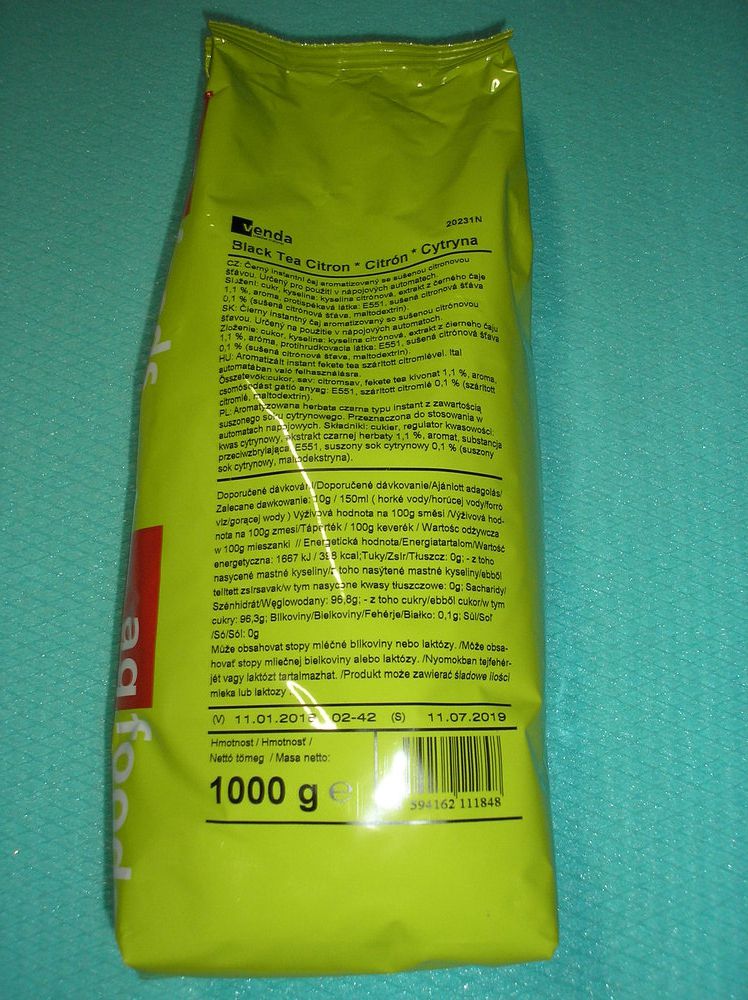 venda
20231N
Black Tea Citron * Citrón * Cytryna
CZ: Černý instantní čaj aromatizovaný se sušenou citronovou
šťávou. Určený pro použití v nápojových automatech.
Složení: cukr, kyselina: kyselina citrónová, extrakt z černého čaje
1,1 %, aroma, protispékavá látka: E551, sušená citronová šťáva
0,1 % (sušená citrónová šťáva, maltodextrin).
SK: Čierny instantný čaj aromatizovaný so sušenou citrónovou
šťavou. Určený na použitie v nápojových automatoch.
Zloženie: cukor, kyselina: kyselina citrónová, extrakt z čierneho čaju
1,1 %, aróma, protihrudkovacia látka: E551, sušená citrónová šťava
0,1 % (sušená citrónová šťava, maltodextrin).
HU: Aromatizált instant fekete tea szárított citromlével. Ital
automatában való felhasználásra.
Összetevők:cukor, sav: citromsav, fekete tea kivonat 1,1 %, aroma,
csomósodást gátló anyag: E551, szárított citromlé 0,1 % (szárított
citromlé, maltodextrin).
PL: Aromatyzowana herbata czarna typu instant z zawartością
suszonego soku cytrynowego. Przeznaczona do stosowania w
automatach napojowych. Składniki: cukier, regulator kwasowości:
kwas cytrynowy, ekstrakt czarnej herbaty 1,1 %, aromat, substancja
przeciwzbrylająca: E551, suszony sok cytrynowy 0,1 % (suszony
sok cytrynowy, maltodekstryna).
Doporučené dávkování/Doporučené dávkovanie/Ajánlott adagolás/
Zalecane dawkowanie: 10g / 150ml ( horké vody/horúcej vody/forró
víz/gorącej wody ) Výživová hodnota na 100g směsi /Výživová hod-
nota na 100g zmesi/Tápérték / 100g keverék / Wartośc odżywcza
w 100g mieszanki // Energetická hodnota/Energiatartalom/Wartość
energetyczna: 1667 kJ / 398 kcal;Tuky/Zsír/Tłuszcz: 0g; - z toho
nasycené mastné kyseliny/z toho nasýtené mastné kyseliny/ebből
telített zsírsavak/w tym nasycone kwasy tłuszczowe: 0g; Sacharidy/
Szénhidrát/Węglowodany: 96,8g; - z toho cukry/ebből cukor/w tym
cukry: 96,3g; Bílkoviny/Bielkoviny/Fehérje/Białko: 0,1g; Sůl/Soľ
/Só/Sól: 0g
Může obsahovat stopy mléčné bílkoviny nebo laktózy. /Môže obsa-
hovať stopy mliečnej bielkoviny alebo laktózy. /Nyomokban tejfehér-
jét vagy laktózt tartalmazhat. /Produkt może zawierać śladowe ilości
mleka lub laktozy
(V) 11.01.2018 02-42 (S) 11.07.2019
Hmotnost / Hmotnosť /
Nettó tömeg / Masa netto:
1000 g e
594162 111848
ad food